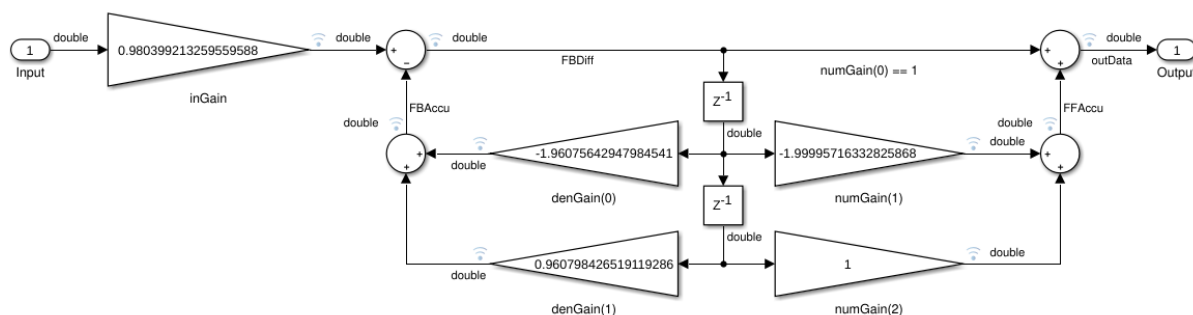 double
double
double
double
double
1
0.980399213259559588
+
+
1
Input
−
FBDiff
numGain(0) == 1
+
outData
Output
inGain
Z-1
FBAccu
FFAccu
double
double
double
+
-1.96075642947984541
-1.99995716332825868
+
+
double
double
+
denGain(0)
Z-1
numGain(1)
double
0.960798426519119286
1
double
double
denGain(1)
numGain(2)